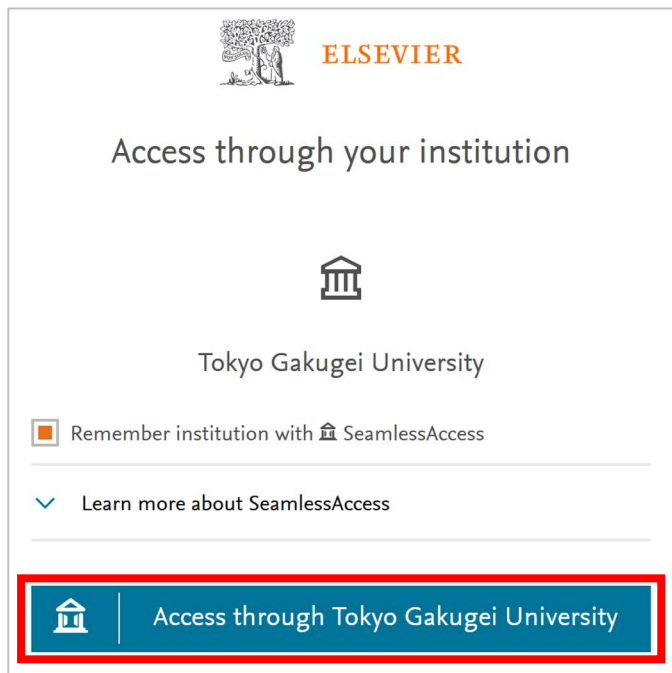 ELSEVIER
Access through your institution
Tokyo Gakugei University
Remember institution with SeamlessAccess
Learn more about SeamlessAccess
Access through Tokyo Gakugei University